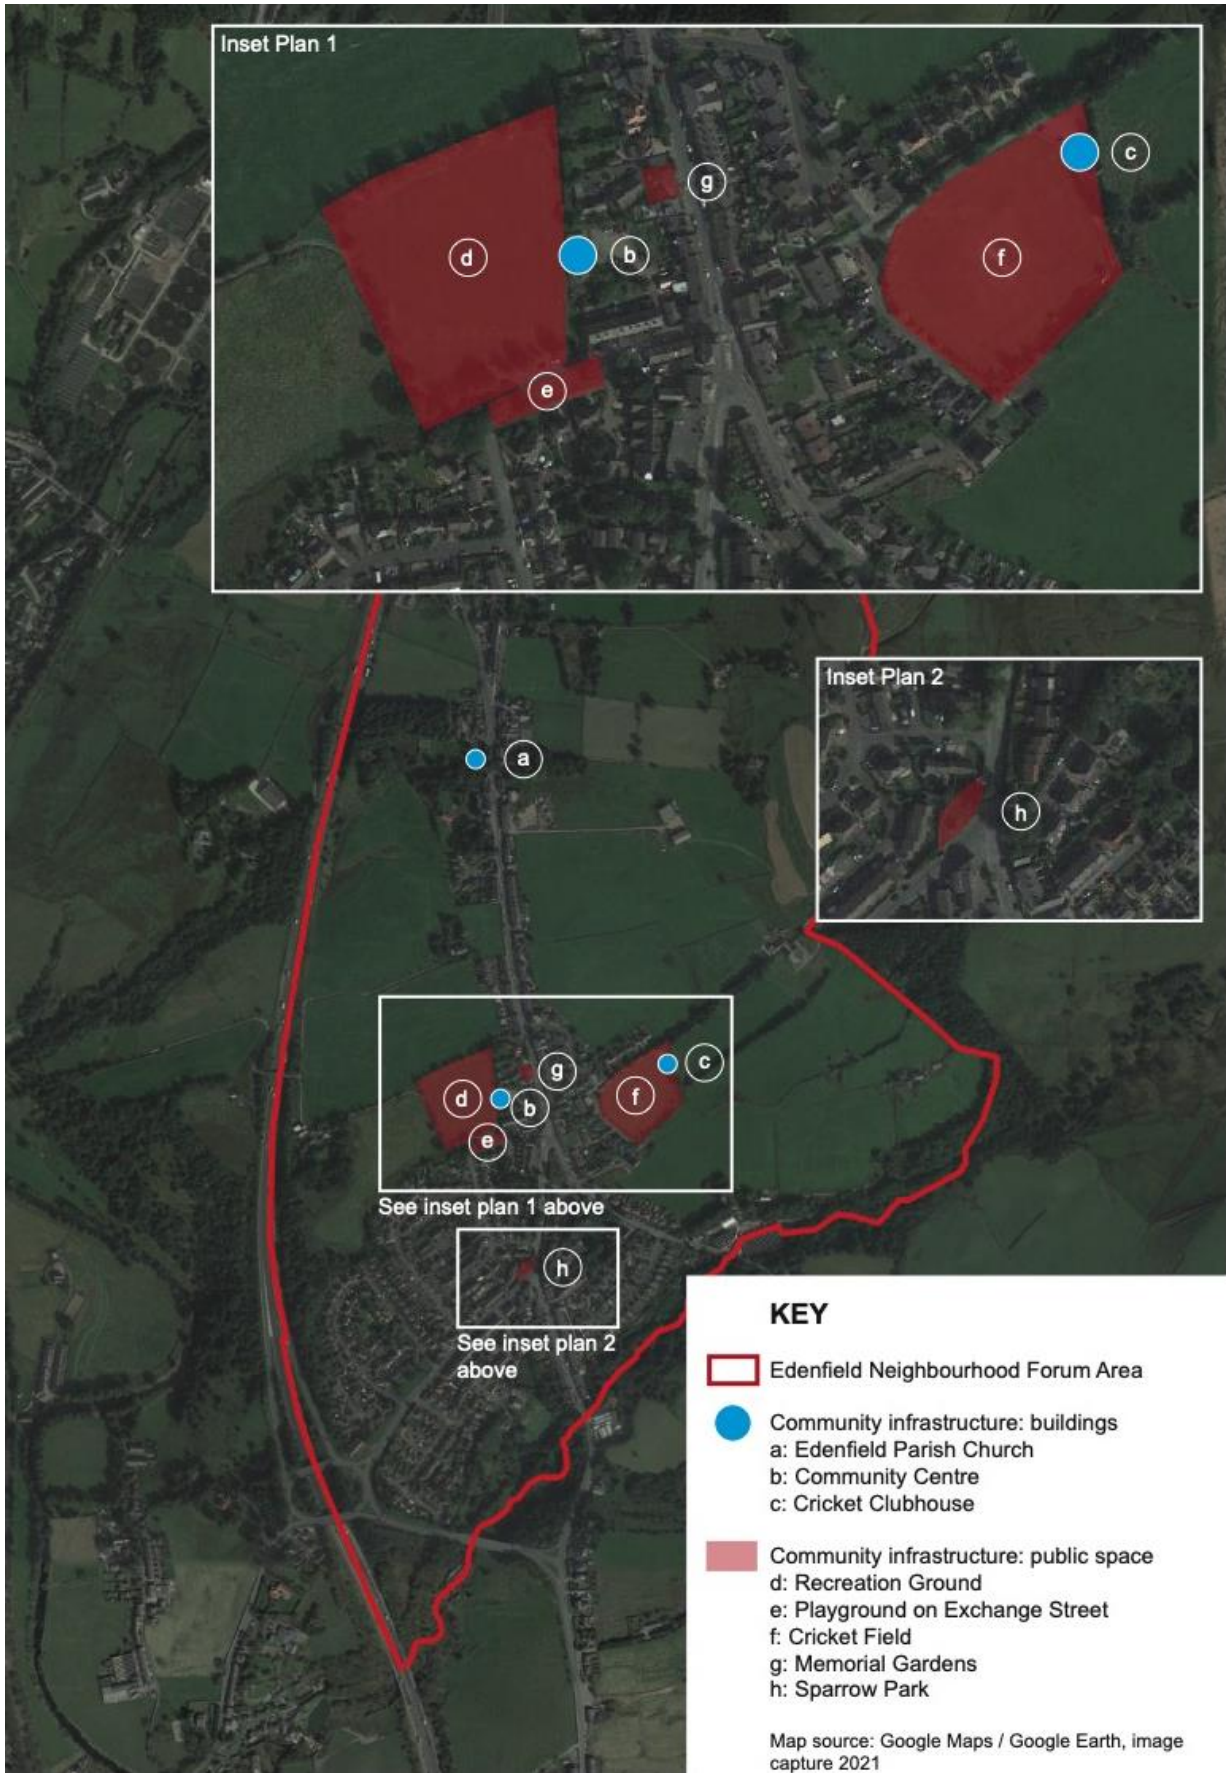 Inset Plan 1
c
g
d
b
f
e
Inset Plan 2
a
h
g
c
d
b
f
e
See inset plan 1 above
h
See inset plan 2
above
KEY
Edenfield Neighbourhood Forum Area
Community infrastructure: buildings
a: Edenfield Parish Church
b: Community Centre
c: Cricket Clubhouse
Community infrastructure: public space
d: Recreation Ground
e: Playground on Exchange Street
f: Cricket Field
g: Memorial Gardens
h: Sparrow Park
Map source: Google Maps / Google Earth, image
capture 2021